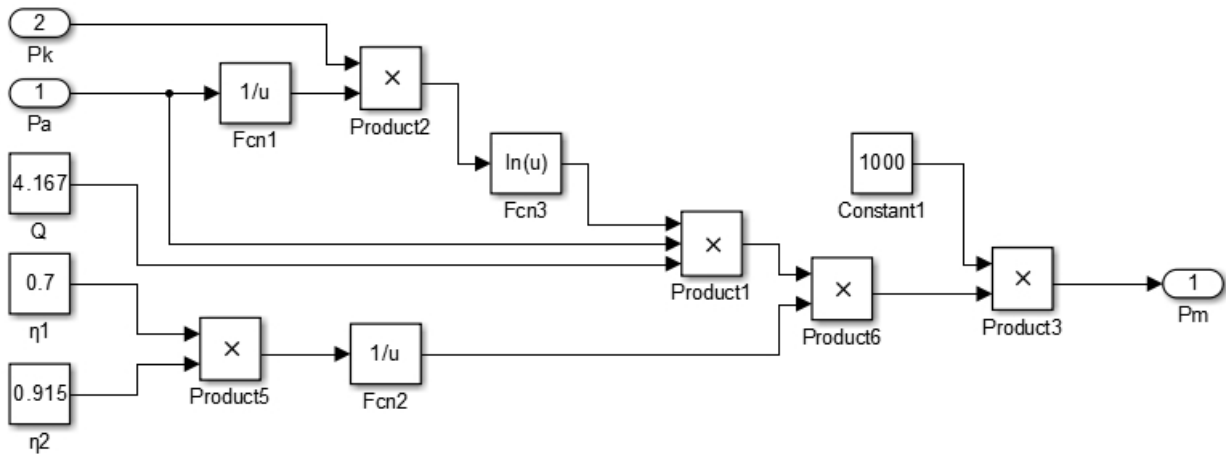 2
Pk
1
Pa
1/u
Fcn1
×
Product2
4.167
Q
ln(u)
Fcn3
1000
Constant1
×
Product1
0.7
η1
×
Product6
×
Product3
1
Pm
0.915
η2
×
Product5
1/u
Fcn2